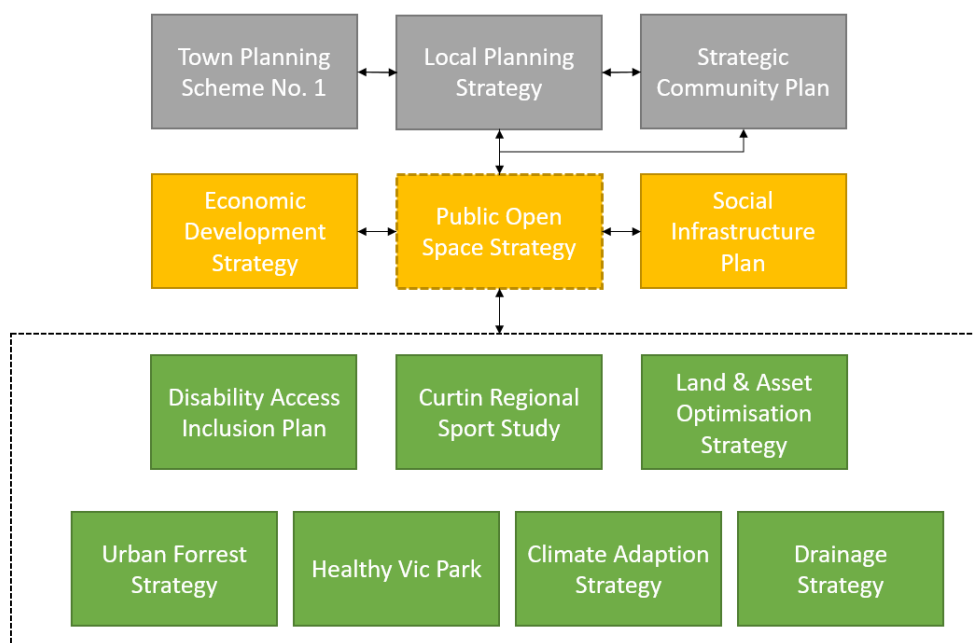 Town Planning
Scheme No. 1
Local Planning
Strategy
Strategic
Community Plan
Economic
Development
Strategy
Public Open
Space Strategy
Social
Infrastructure
Plan
Disability Access
Inclusion Plan
Curtin Regional
Sport Study
Land & Asset
Optimisation
Strategy
Urban Forrest
Strategy
Healthy Vic Park
Climate Adaption
Strategy
Drainage
Strategy